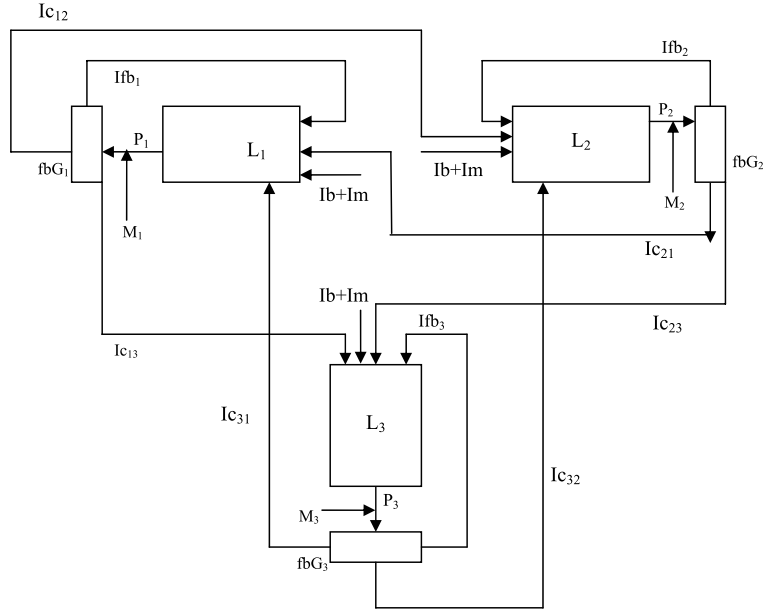 Ic₁₂
Ifb₁
Ifb₂
P₁
L₁
P₂
L₂
fbG₁
fbG₂
Ib+Im
Ib+Im
M₁
M₂
Ic₂₁
Ib+Im
Ifb₃
Ic₂₃
Ic₁₃
Ic₃₁
L₃
Ic₃₂
P₃
M₃
fbG₃